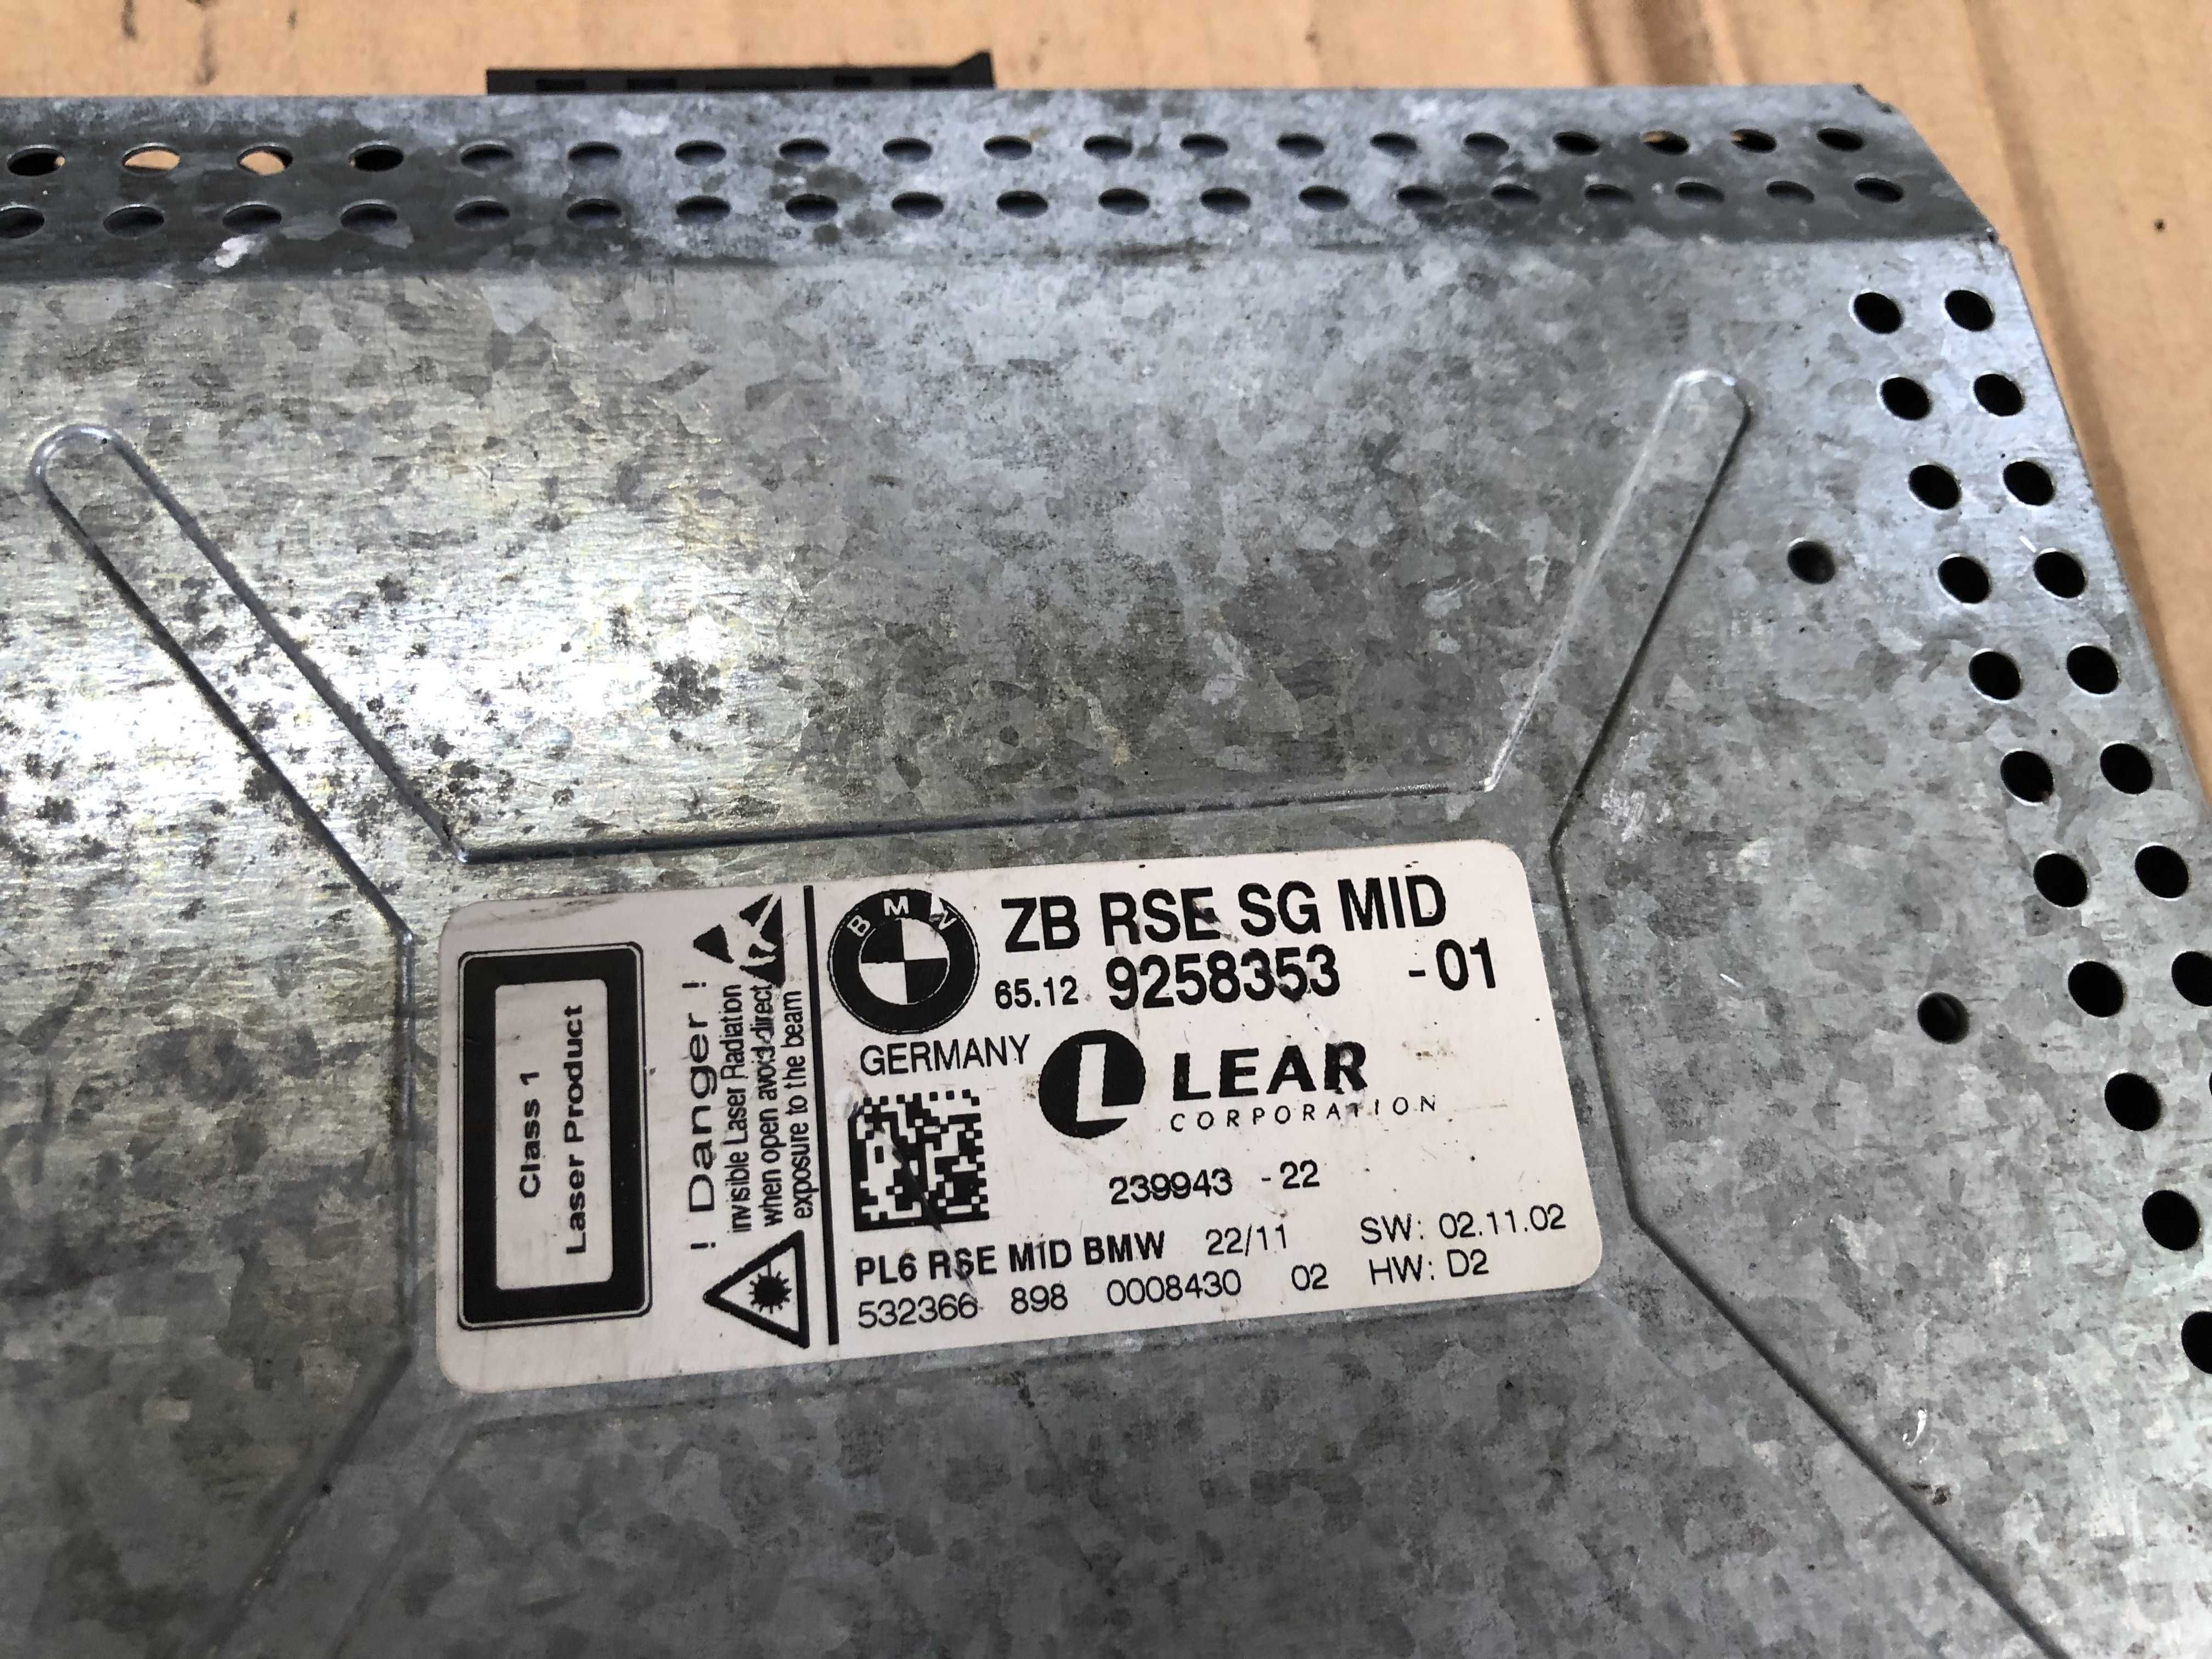 Class 1
Laser Product
! Danger !
invisible Laser Radiation
when open avoid direct
exposure to the beam
BMW
ZB RSE SG MID
65.12 9258353 -01
GERMANY
L LEAR
CORPORATION
239943 -22
PL6 RSE MID BMW 22/11 SW: 02.11.02
532366 898 0008430 02 HW: D2